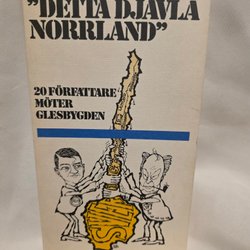 ”DETTA DJÄVLA
NORRLAND”
20 FÖRFATTARE
MÖTER
GLESBYGDEN